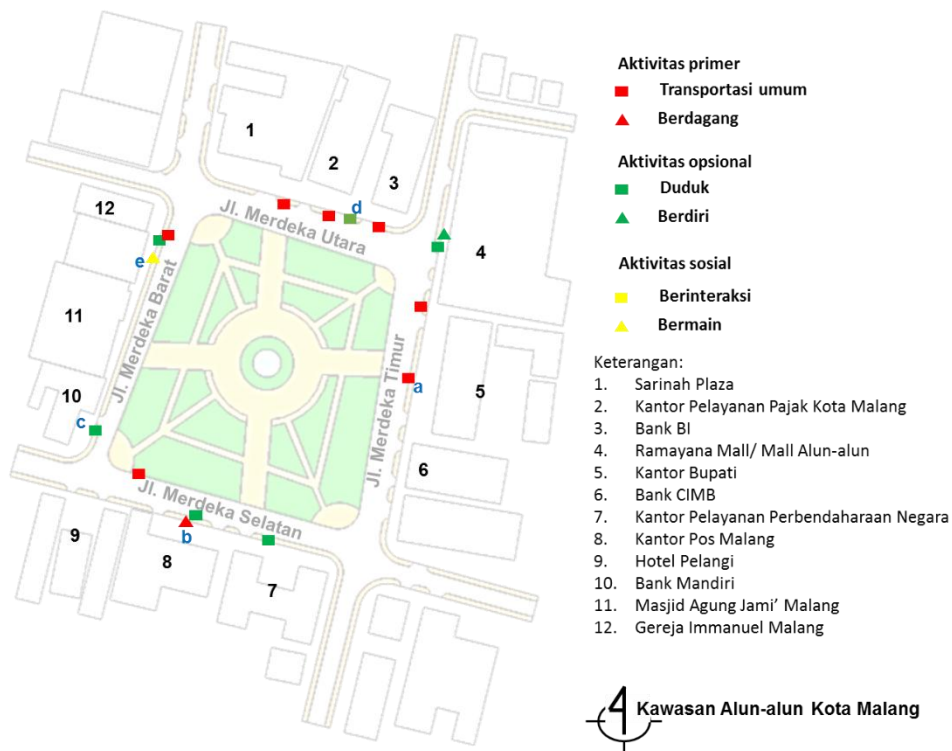 Aktivitas primer
Transportasi umum
Berdagang
Aktivitas opsional
Duduk
Berdiri
Aktivitas sosial
Berinteraksi
Bermain
Keterangan:
1. Sarinah Plaza
2. Kantor Pelayanan Pajak Kota Malang
3. Bank BI
4. Ramayana Mall/ Mall Alun-alun
5. Kantor Bupati
6. Bank CIMB
7. Kantor Pelayanan Perbendaharaan Negara
8. Kantor Pos Malang
9. Hotel Pelangi
10. Bank Mandiri
11. Masjid Agung Jami’ Malang
12. Gereja Immanuel Malang
Kawasan Alun-alun Kota Malang
1
2
3
12
d
Jl. Merdeka Utara
4
e
Jl. Merdeka Barat
11
Jl. Merdeka Timur
a
5
10
c
6
Jl. Merdeka Selatan
b
9
8
7